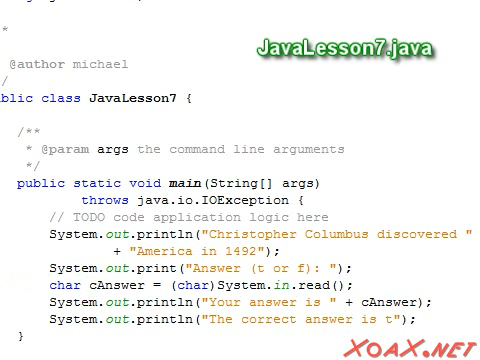 *
JavaLesson7.java
@author michael
/
blic class JavaLesson7 {
/**
* @param args the command line arguments
*/
public static void main(String[] args)
throws java.io.IOException {
// TODO code application logic here
System.out.println("Christopher Columbus discovered "
+ "America in 1492");
System.out.print("Answer (t or f): ");
char cAnswer = (char)System.in.read();
System.out.println("Your answer is " + cAnswer);
System.out.println("The correct answer is t");
}
XOAX.NET